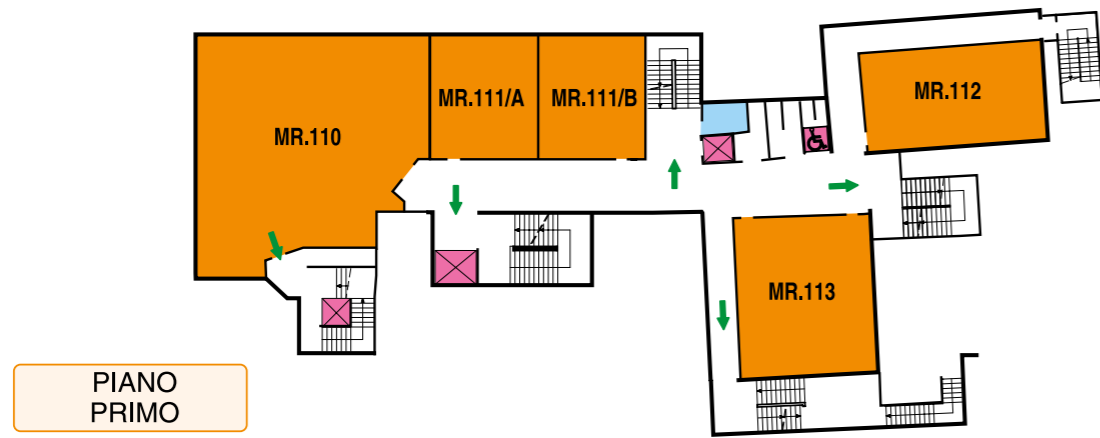 MR.110
MR.111/A
MR.111/B
MR.112
MR.113
PIANO
PRIMO